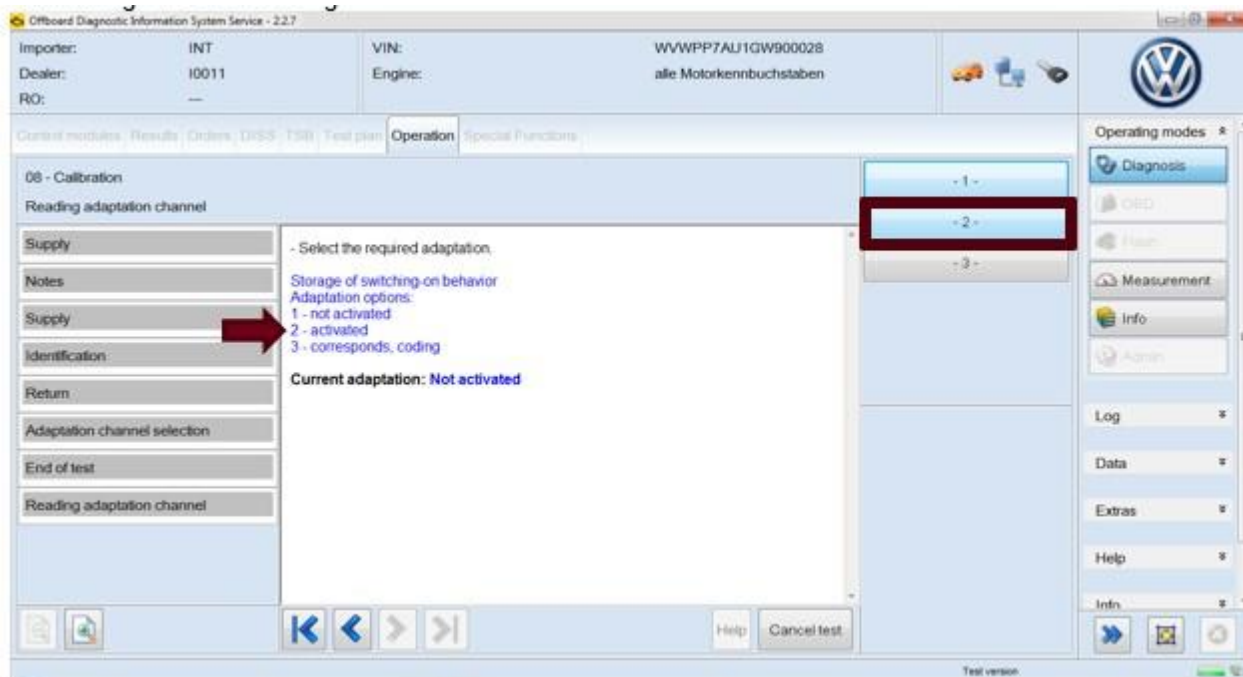 Offboard Diagnostic Information System Service - 2.2.7
Importer: INT VIN: WVWPP7AU1GW900028
Dealer: I0011 Engine: alle Motorkennbuchstaben
RO: ---
Control modules Results Orders DISS TSB Test plan Operation Special Functions
Operating modes
08 - Calibration
Reading adaptation channel
- 1 -
- 2 -
- 3 -
Diagnosis
OBD
Flash
Measurement
Info
Admin
Supply
Notes
Supply
Identification
Return
Adaptation channel selection
End of test
Reading adaptation channel
- Select the required adaptation.
Storage of switching-on behavior
Adaptation options:
1 - not activated
2 - activated
3 - corresponds, coding
Current adaptation: Not activated
Log
Data
Extras
Help
Info
Help Cancel test
Test version